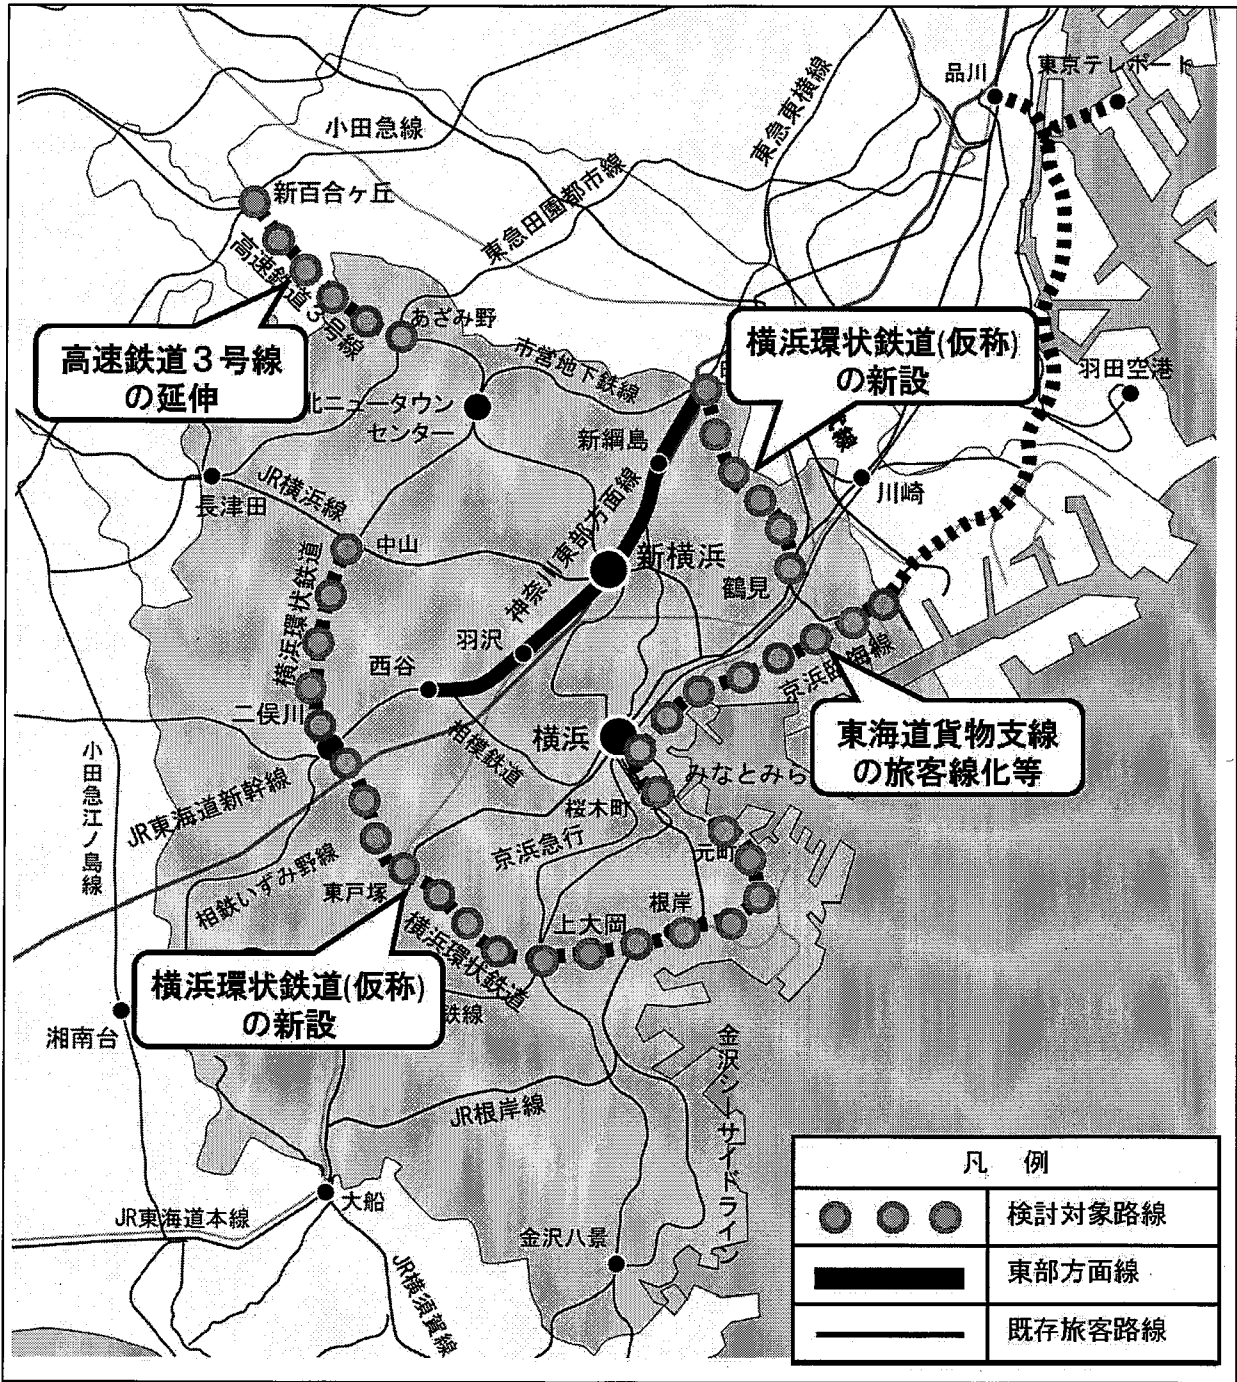 品川
東京テレポート
小田急線
東急東横線
新百合ヶ丘
東急田園都市線
高速鉄道3号線
あざみ野
高速鉄道3号線
の延伸
市営地下鉄線
横浜環状鉄道(仮称)
の新設
羽田空港
北ニュータウン
センター
新綱島
川崎
長津田
JR横浜線
中山
神奈川東部方面線
新横浜
鶴見
横浜環状鉄道
羽沢
西谷
京浜臨海線
二俣川
横浜
相模鉄道
東海道貨物支線
の旅客線化等
みなとみら
小田急江ノ島線
JR東海道新幹線
桜木町
京浜急行
元町
相鉄いずみ野線
東戸塚
根岸
上大岡
横浜環状鉄道
横浜環状鉄道(仮称)
の新設
鉄線
湘南台
金沢シーサイドライン
JR根岸線
大船
JR東海道本線
金沢八景
JR横須賀線
凡 例
検討対象路線
東部方面線
既存旅客路線